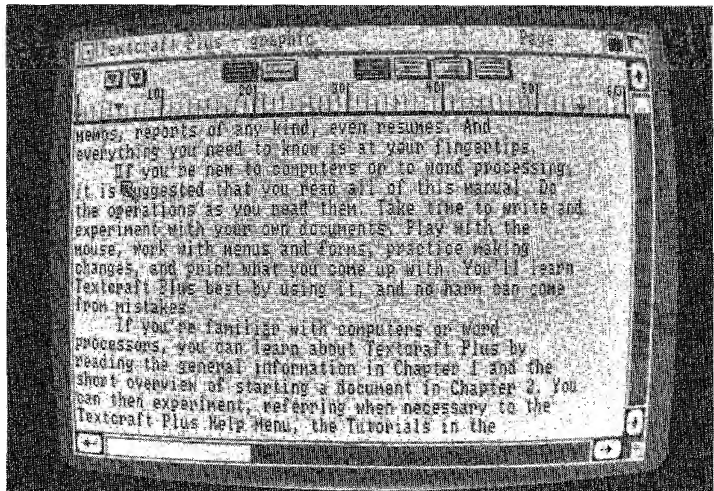 Textcraft Plus - graphic Page 1
10 20 30 40 50
memos, reports of any kind, even resumes. And
everything you need to know is at your fingertips.
If you're new to computers or to word processing,
it is suggested that you read all of this manual. Do
the operations as you read them. Take time to write and
experiment with your own documents. Play with the
mouse, work with menus and forms, practice making
changes, and print what you come up with. You'll learn
Textcraft Plus best by using it, and no harm can come
from mistakes.
If you're familiar with computers or word
processors, you can learn about Textcraft Plus by
reading the general information in Chapter 1 and the
short overview of starting a document in Chapter 2. You
can then experiment, referring when necessary to the
Textcraft Plus Help Menu, the Tutorials in the